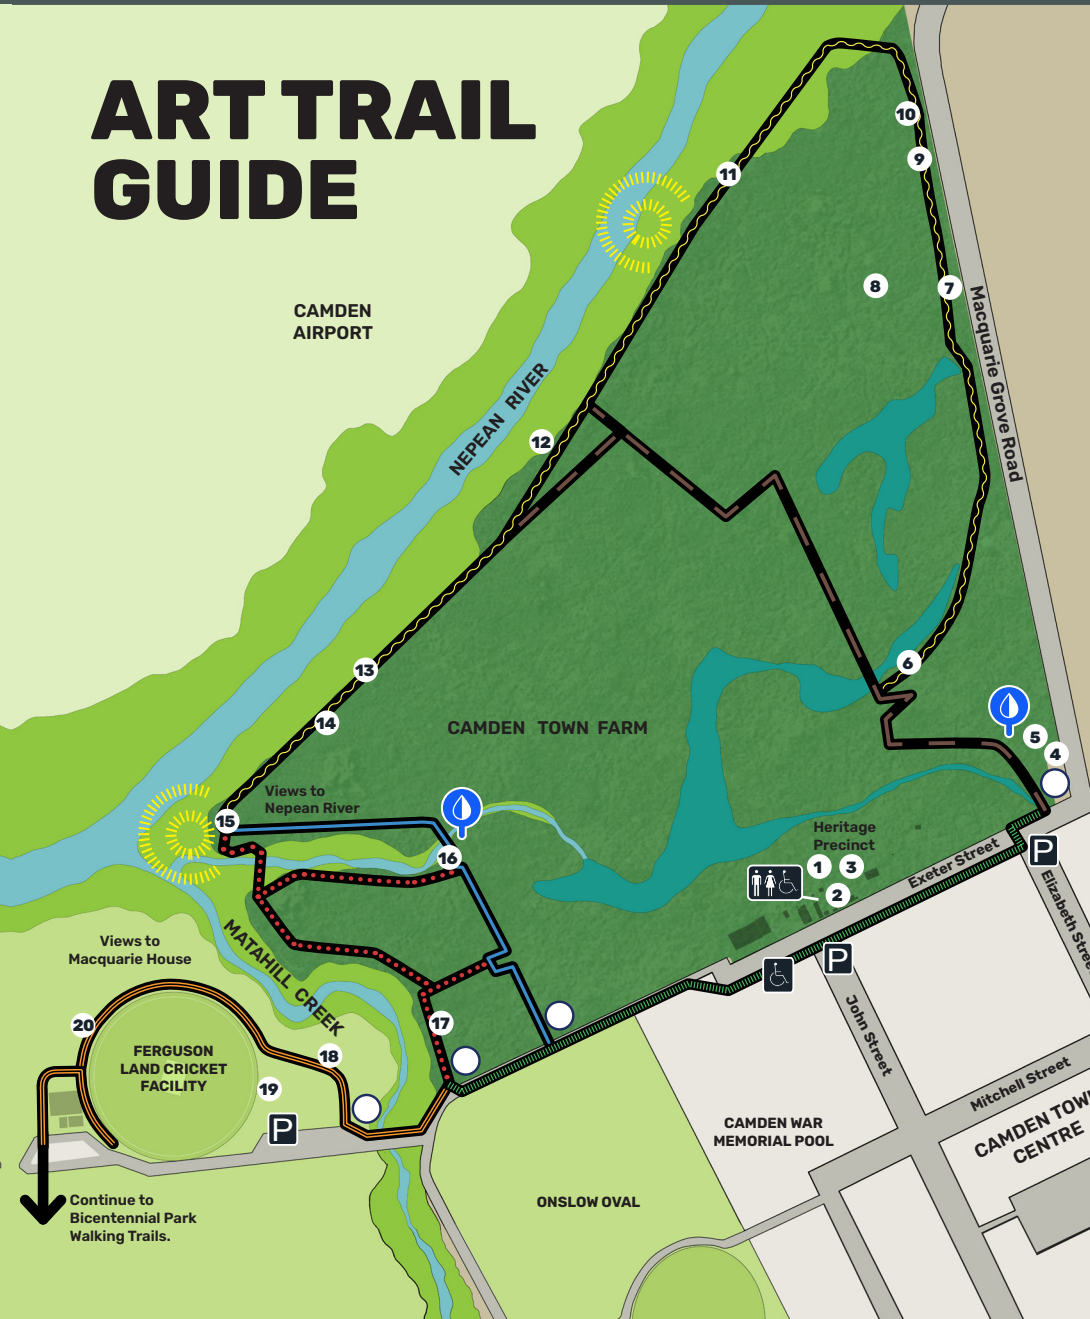 ART TRAIL
GUIDE
10
9
11
8
7
CAMDEN
AIRPORT
Macquarie Grove Road
NEPEAN RIVER
12
6
13
14
5
4
CAMDEN TOWN FARM
Views to
Nepean River
15
16
Heritage
Precinct
1
3
2
Exeter Street
P
Elizabeth Stree
Views to
Macquarie House
MATAHILL CREEK
P
17
20
FERGUSON
LAND CRICKET
FACILITY
18
19
P
John Street
Mitchell Street
CAMDEN WAR
MEMORIAL POOL
CAMDEN TOW
CENTRE
Continue to
Bicentennial Park
Walking Trails.
ONSLOW OVAL